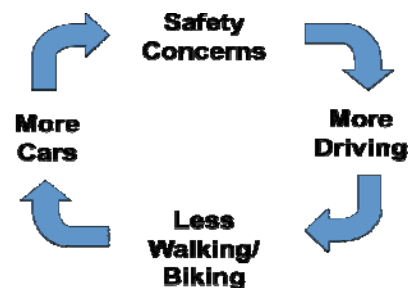 Safety
Concerns
More
Driving
Less
Walking/
Biking
More
Cars